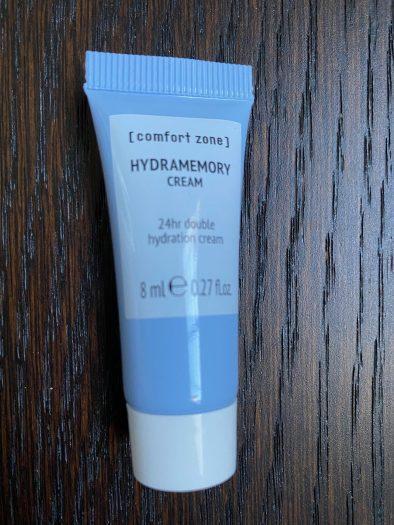 [comfort zone]
HYDRAMEMORY
CREAM
24hr double
hydration cream
8 ml ℮ 0.27 fl.oz.